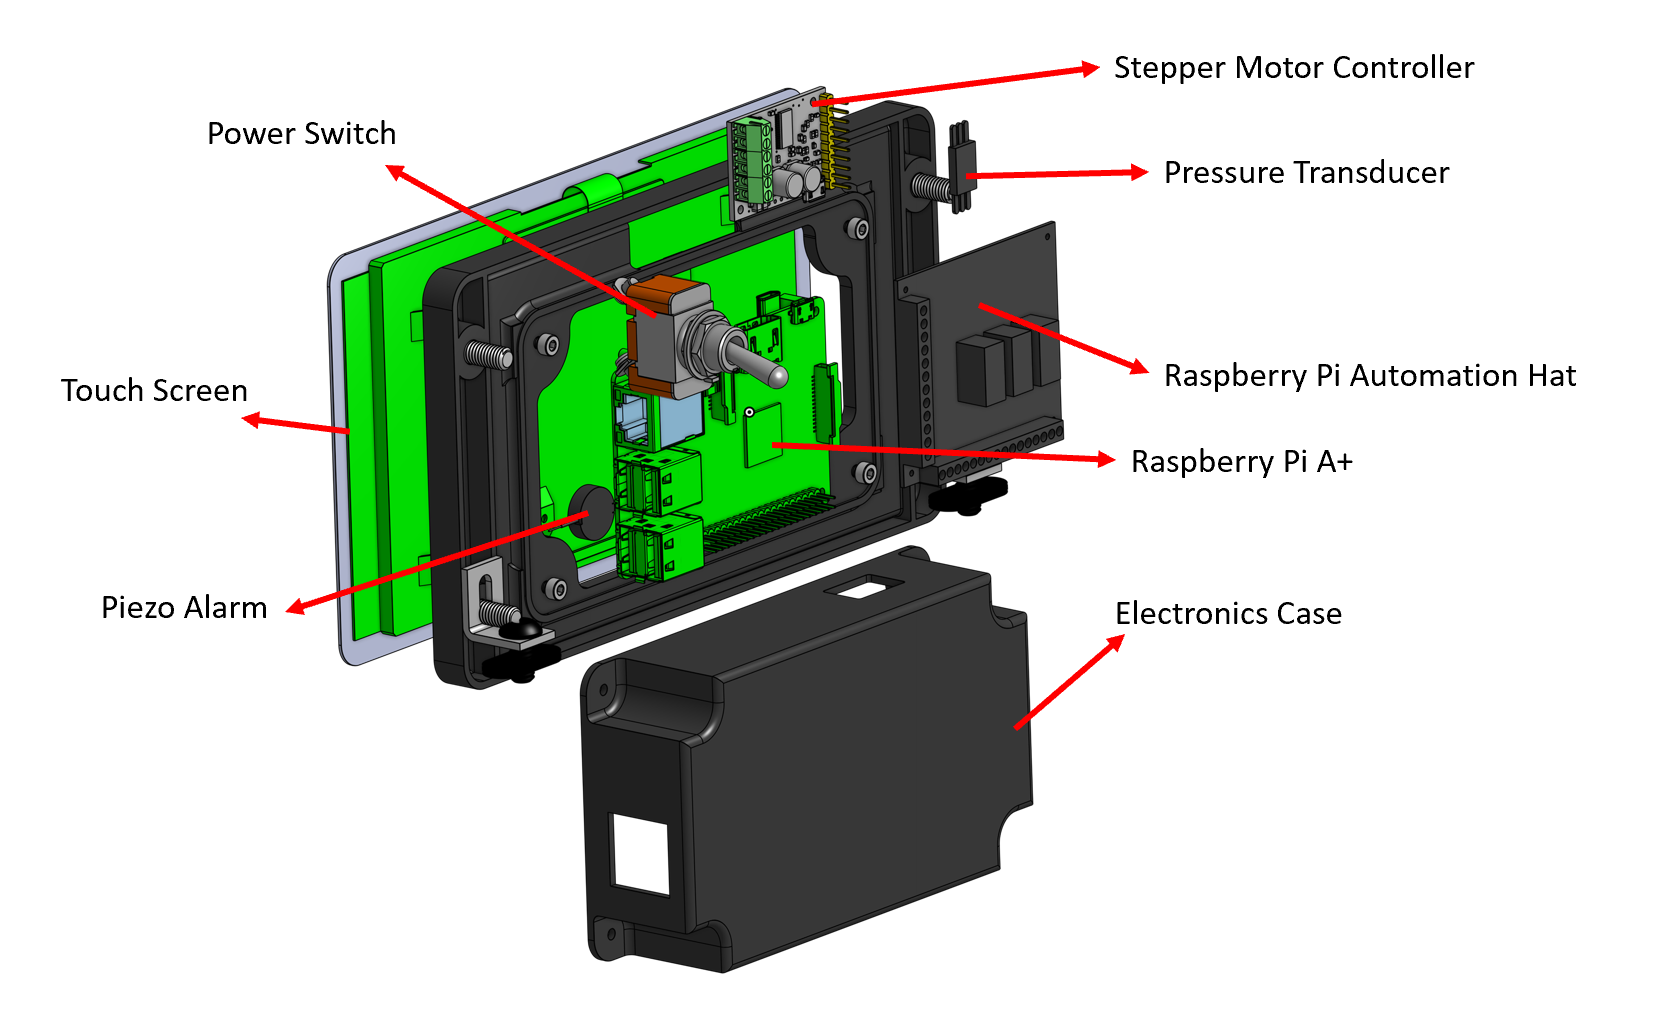 Stepper Motor Controller
Power Switch
Pressure Transducer
Raspberry Pi Automation Hat
Touch Screen
Raspberry Pi A+
Piezo Alarm
Electronics Case